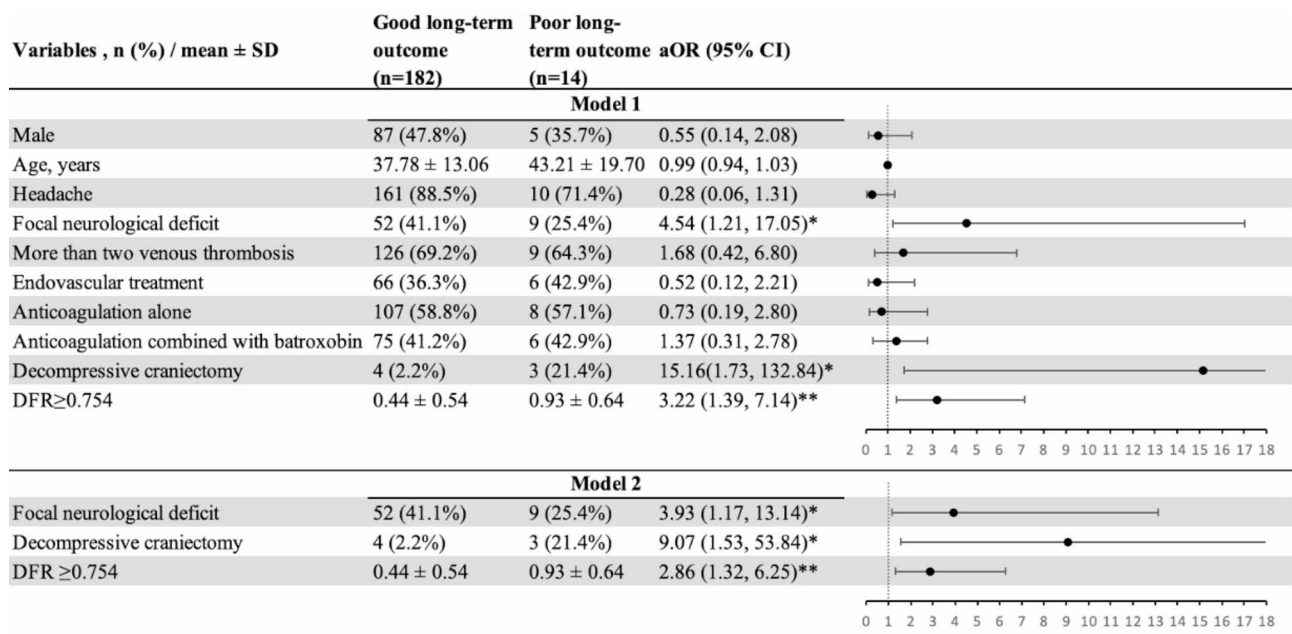 Variables , n (%) / mean ± SD Good long-term outcome (n=182) Poor long-term outcome (n=14) aOR (95% CI)
Model 1
Male 87 (47.8%) 5 (35.7%) 0.55 (0.14, 2.08)
Age, years 37.78 ± 13.06 43.21 ± 19.70 0.99 (0.94, 1.03)
Headache 161 (88.5%) 10 (71.4%) 0.28 (0.06, 1.31)
Focal neurological deficit 52 (41.1%) 9 (25.4%) 4.54 (1.21, 17.05)*
More than two venous thrombosis 126 (69.2%) 9 (64.3%) 1.68 (0.42, 6.80)
Endovascular treatment 66 (36.3%) 6 (42.9%) 0.52 (0.12, 2.21)
Anticoagulation alone 107 (58.8%) 8 (57.1%) 0.73 (0.19, 2.80)
Anticoagulation combined with batroxobin 75 (41.2%) 6 (42.9%) 1.37 (0.31, 2.78)
Decompressive craniectomy 4 (2.2%) 3 (21.4%) 15.16(1.73, 132.84)*
DFR≥0.754 0.44 ± 0.54 0.93 ± 0.64 3.22 (1.39, 7.14)**
0 1 2 3 4 5 6 7 8 9 10 11 12 13 14 15 16 17 18
Model 2
Focal neurological deficit 52 (41.1%) 9 (25.4%) 3.93 (1.17, 13.14)*
Decompressive craniectomy 4 (2.2%) 3 (21.4%) 9.07 (1.53, 53.84)*
DFR ≥0.754 0.44 ± 0.54 0.93 ± 0.64 2.86 (1.32, 6.25)**
0 1 2 3 4 5 6 7 8 9 10 11 12 13 14 15 16 17 18